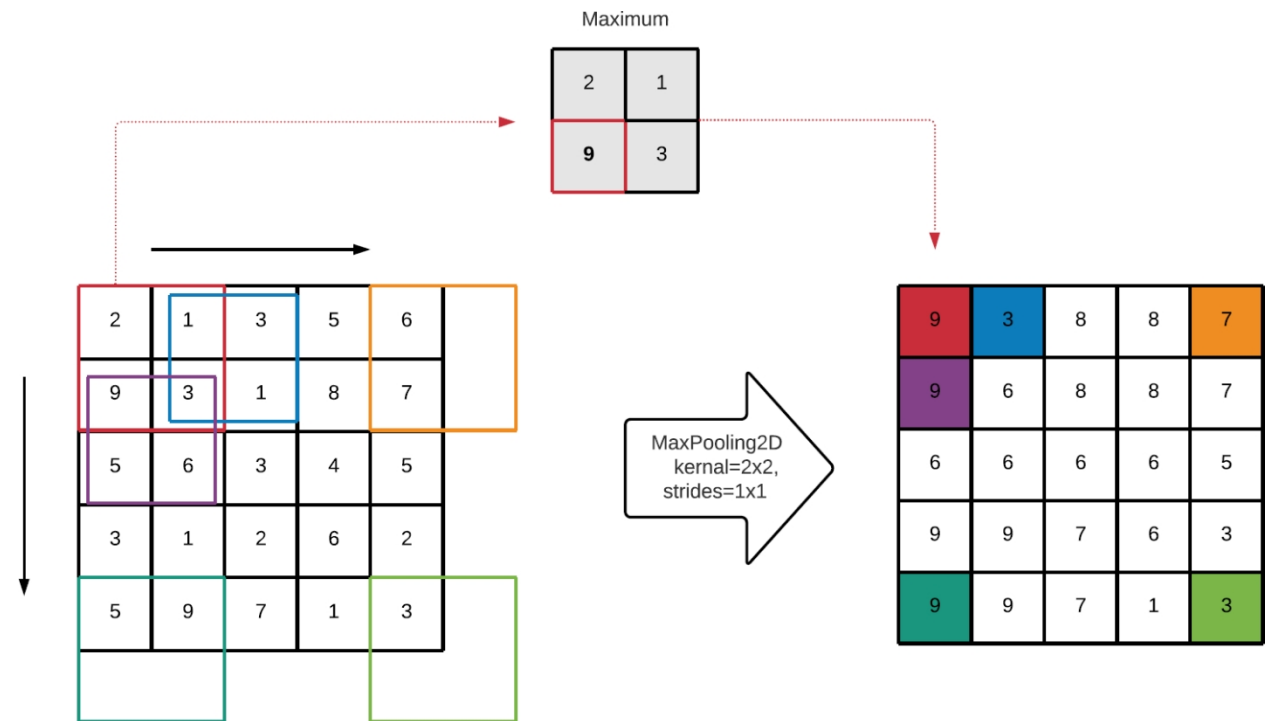 Maximum
2 1
9 3
2 1 3 5 6
9 3 1 8 7
5 6 3 4 5
3 1 2 6 2
5 9 7 1 3
MaxPooling2D
kernal=2x2,
strides=1x1
9 3 8 8 7
9 6 8 8 7
6 6 6 6 5
9 9 7 6 3
9 9 7 1 3